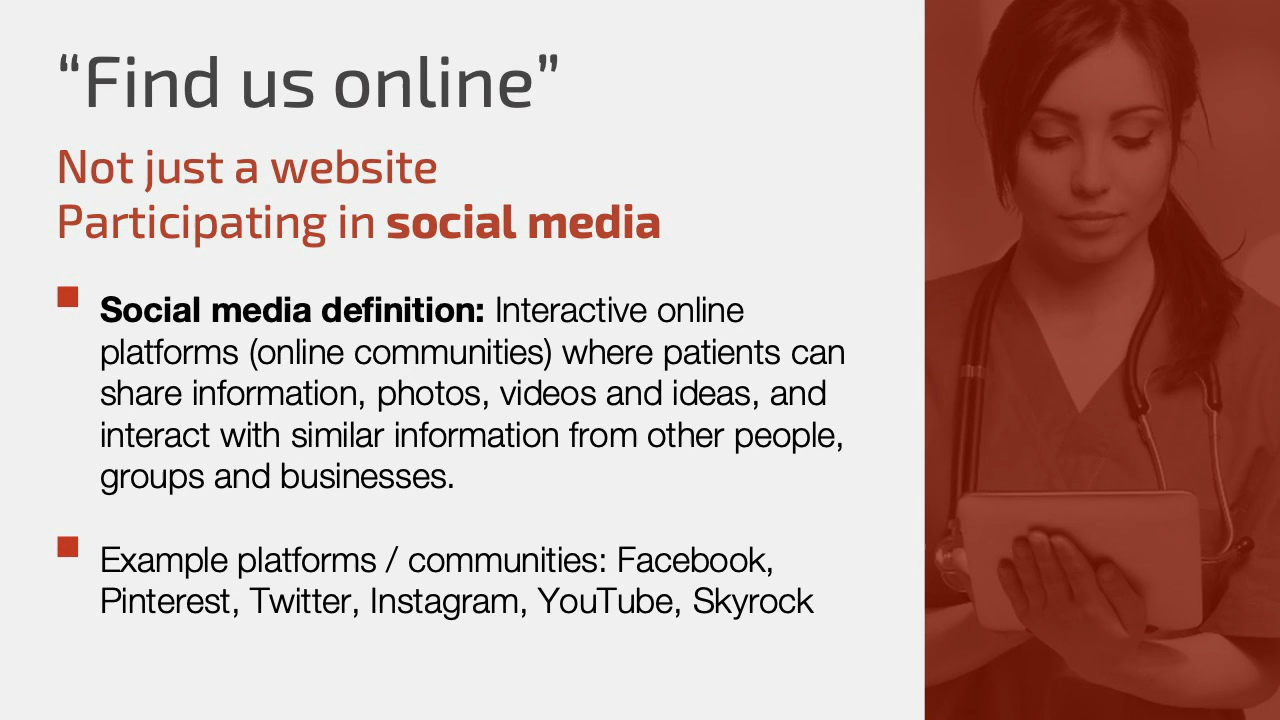 “Find us online”
Not just a website
Participating in social media
Social media definition: Interactive online
platforms (online communities) where patients can
share information, photos, videos and ideas, and
interact with similar information from other people,
groups and businesses.
Example platforms / communities: Facebook,
Pinterest, Twitter, Instagram, YouTube, Skyrock